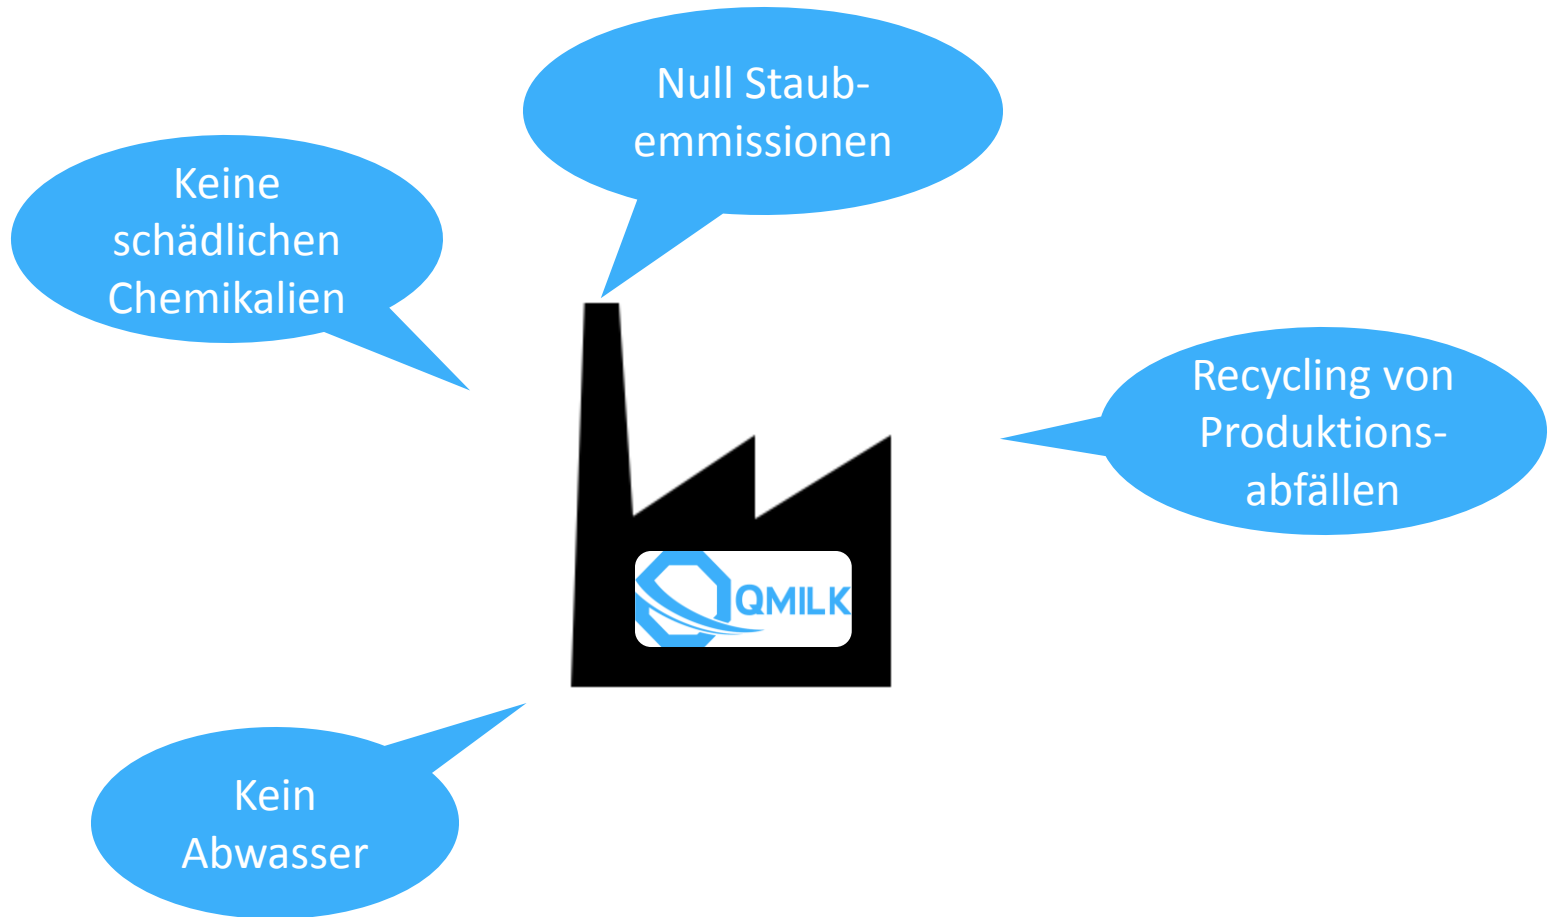 Null Staub-
emmissionen
Keine
schädlichen
Chemikalien
Recycling von
Produktions-
abfällen
QMILK
Kein
Abwasser